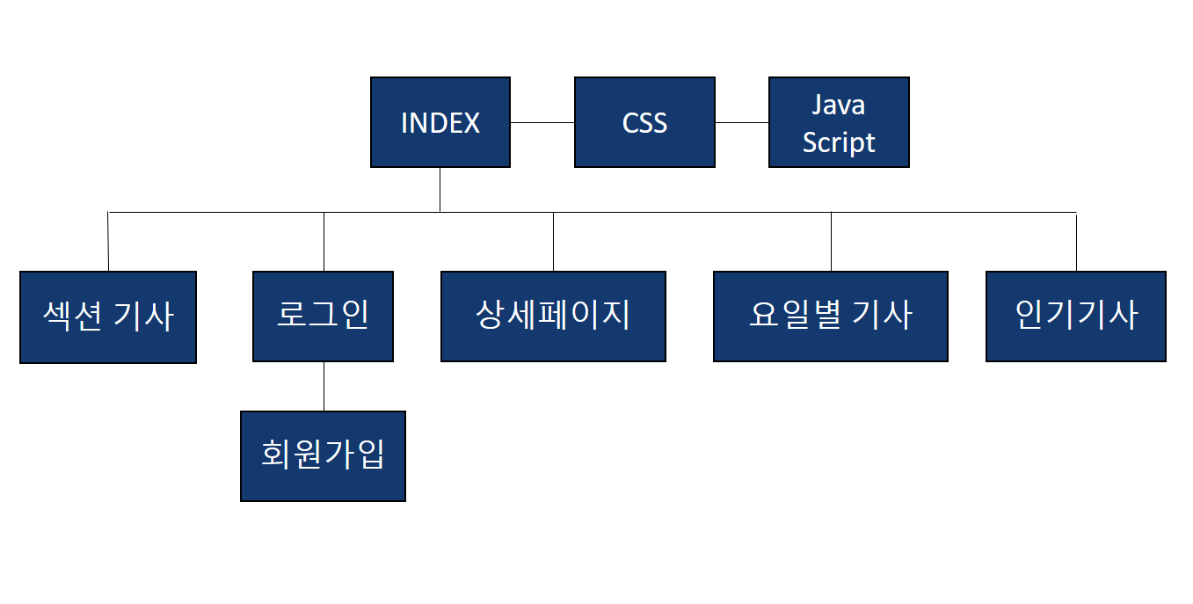 INDEX
CSS
Java
Script
섹션 기사
로그인
상세페이지
요일별 기사
인기기사
회원가입